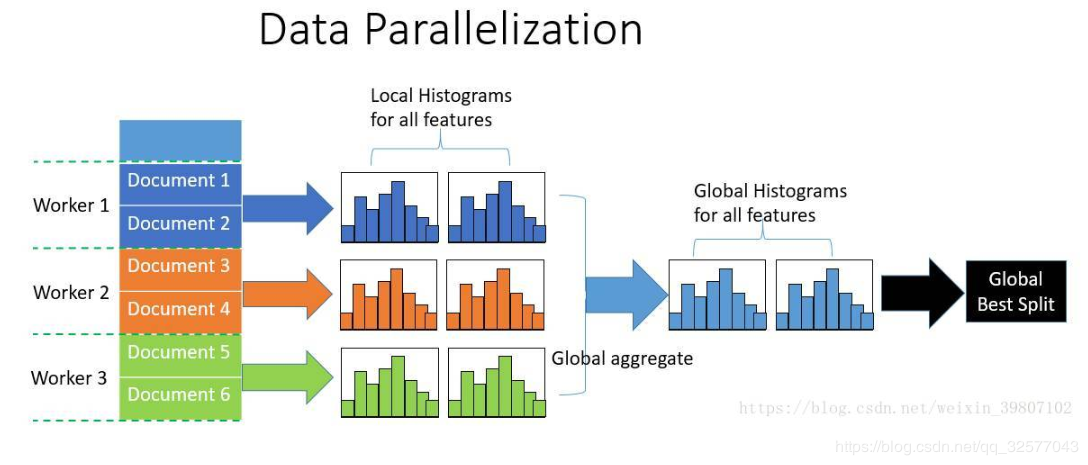 Data Parallelization
Local Histograms
for all features
Document 1
Worker 1
Document 2
Document 3
Worker 2
Document 4
Document 5
Worker 3
Document 6
Global aggregate
Global Histograms
for all features
Global
Best Split
https://blog.csdn.net/weixin_39807102
https://blog.csdn.net/qq_32577043